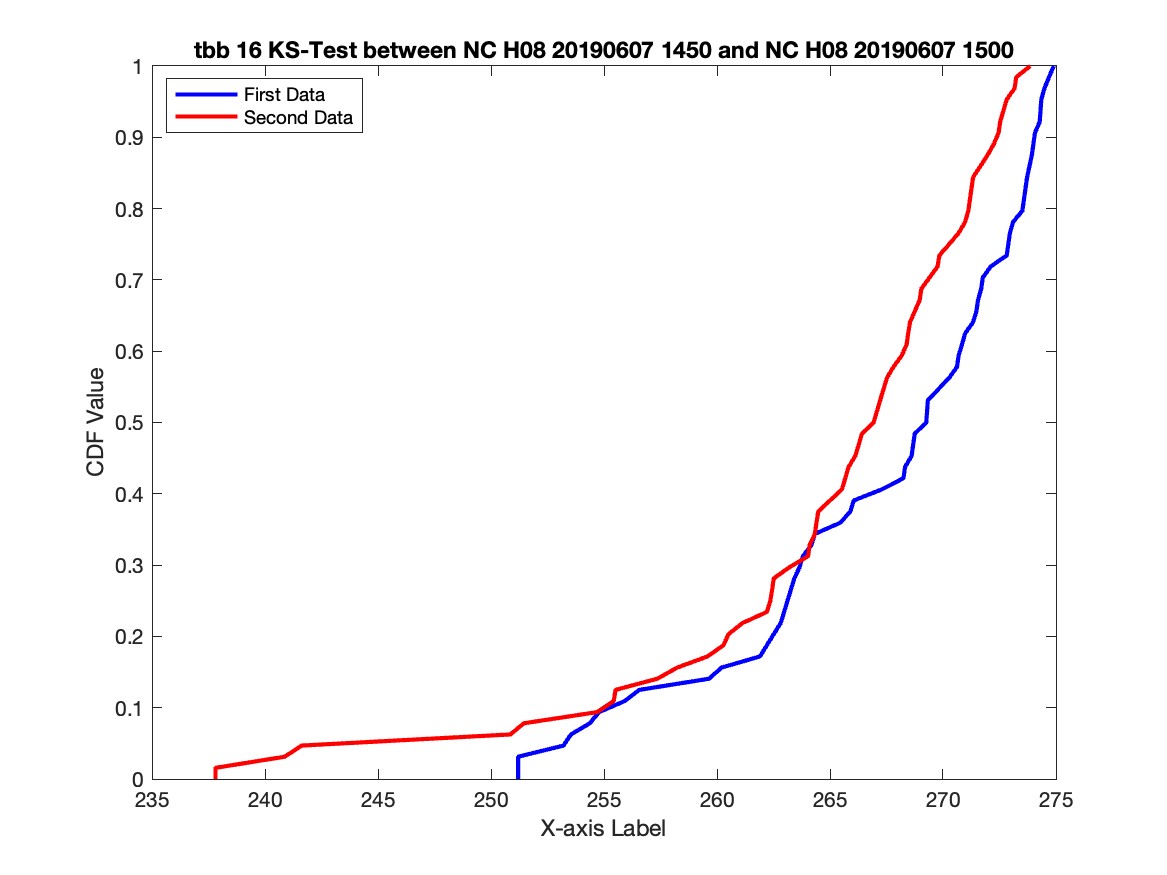 tbb 16 KS-Test between NC H08 20190607 1450 and NC H08 20190607 1500
First Data
Second Data
1
0.9
0.8
0.7
0.6
0.5
0.4
0.3
0.2
0.1
0
CDF Value
235 240 245 250 255 260 265 270 275
X-axis Label